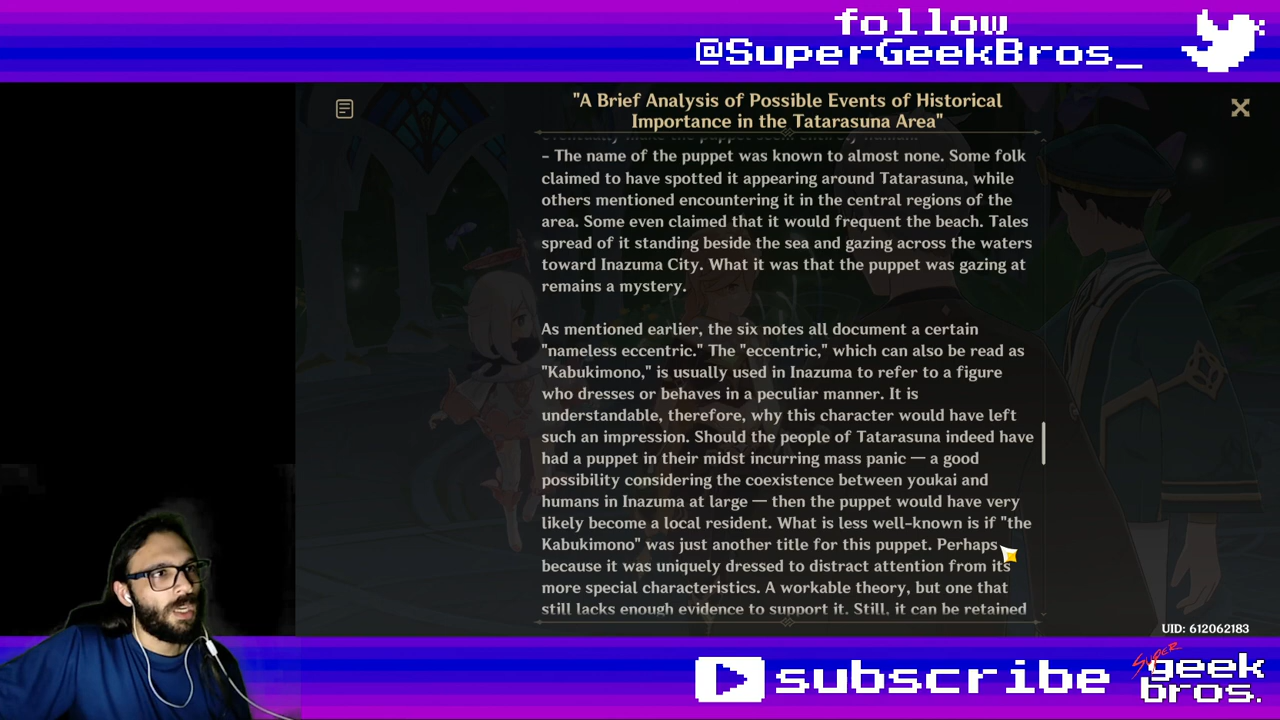 follow
@SuperGeekBros_
"A Brief Analysis of Possible Events of Historical
Importance in the Tatarasuna Area"
eventually make the puppet seem entirely human.
- The name of the puppet was known to almost none. Some folk
claimed to have spotted it appearing around Tatarasuna, while
others mentioned encountering it in the central regions of the
area. Some even claimed that it would frequent the beach. Tales
spread of it standing beside the sea and gazing across the waters
toward Inazuma City. What it was that the puppet was gazing at
remains a mystery.
As mentioned earlier, the six notes all document a certain
"nameless eccentric." The "eccentric," which can also be read as
"Kabukimono," is usually used in Inazuma to refer to a figure
who dresses or behaves in a peculiar manner. It is
understandable, therefore, why this character would have left
such an impression. Should the people of Tatarasuna indeed have
had a puppet in their midst incurring mass panic — a good
possibility considering the coexistence between youkai and
humans in Inazuma at large — then the puppet would have very
likely become a local resident. What is less well-known is if "the
Kabukimono" was just another title for this puppet. Perhaps
because it was uniquely dressed to distract attention from its
more special characteristics. A workable theory, but one that
still lacks enough evidence to support it. Still, it can be retained
UID: 612062183
subscribe
SUPER
geek
bros.